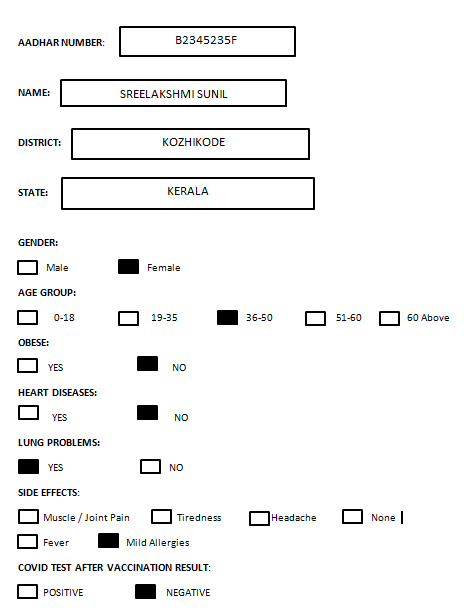 AADHAR NUMBER: B2345235F
NAME: SREELAKSHMI SUNIL
DISTRICT: KOZHIKODE
STATE: KERALA
GENDER:
Male Female
AGE GROUP:
0-18 19-35 36-50 51-60 60 Above
OBESE:
YES NO
HEART DISEASES:
YES NO
LUNG PROBLEMS:
YES NO
SIDE EFFECTS:
Muscle / Joint Pain Tiredness Headache None
Fever Mild Allergies
COVID TEST AFTER VACCINATION RESULT:
POSITIVE NEGATIVE